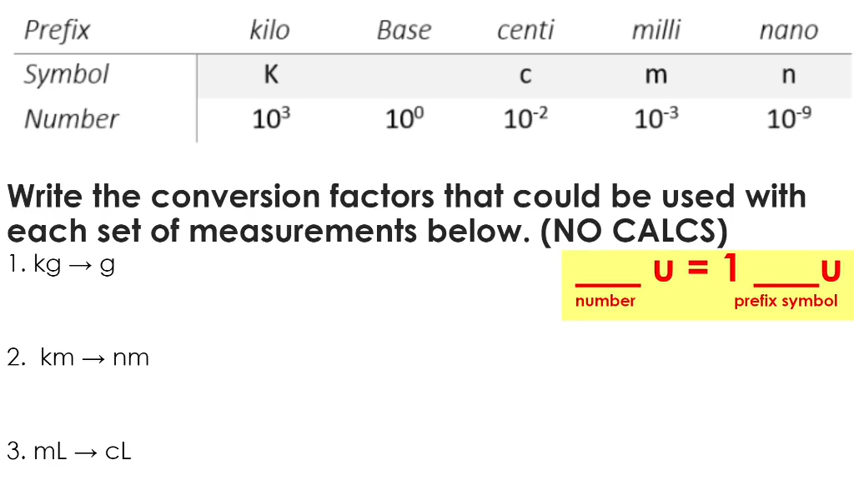 Prefix kilo Base centi milli nano
Symbol K c m n
Number 10³ 10⁰ 10⁻² 10⁻³ 10⁻⁹
Write the conversion factors that could be used with
each set of measurements below. (NO CALCS)
1. kg → g
____ u = 1 ____u
number prefix symbol
2. km → nm
3. mL → cL